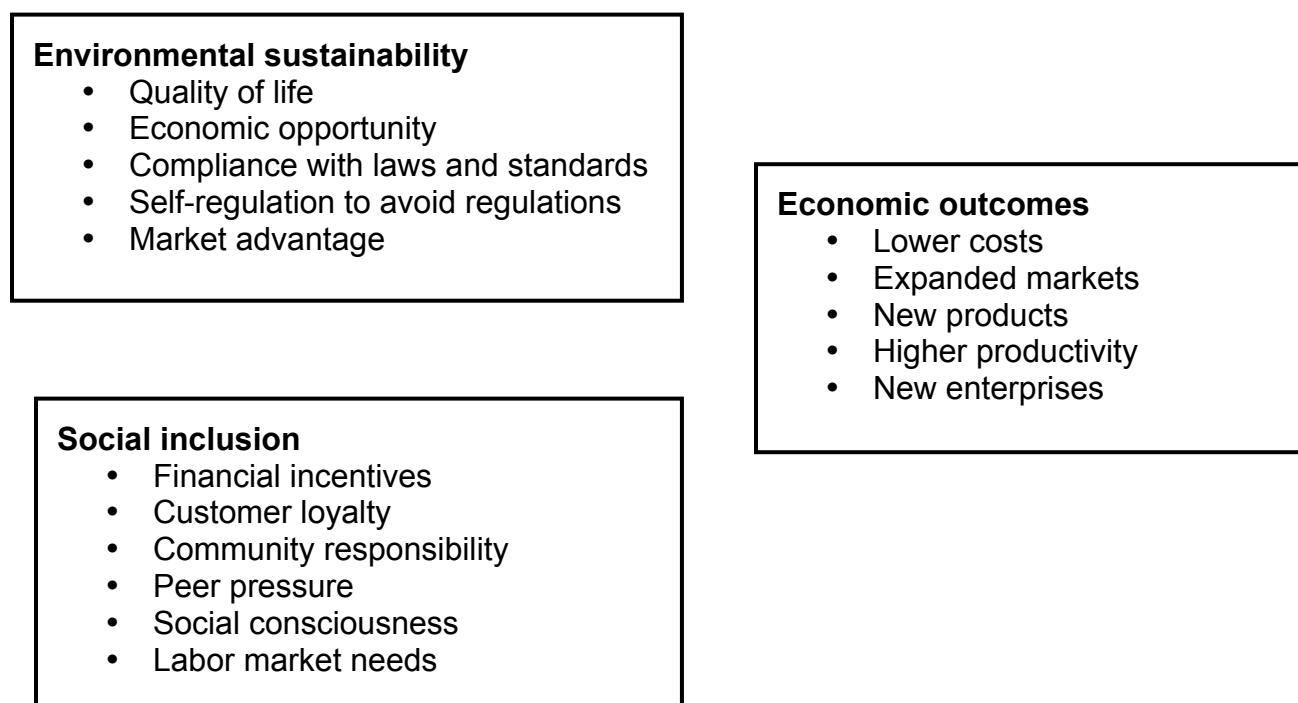 Environmental sustainability
• Quality of life
• Economic opportunity
• Compliance with laws and standards
• Self-regulation to avoid regulations
• Market advantage
Economic outcomes
• Lower costs
• Expanded markets
• New products
• Higher productivity
• New enterprises
Social inclusion
• Financial incentives
• Customer loyalty
• Community responsibility
• Peer pressure
• Social consciousness
• Labor market needs